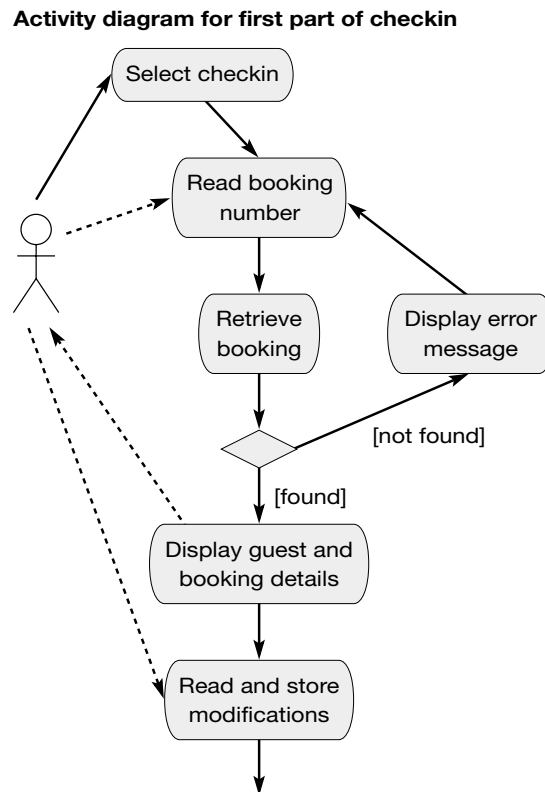 Activity diagram for first part of checkin
Select checkin
Read booking
number
Retrieve
booking
Display error
message
[not found]
[found]
Display guest and
booking details
Read and store
modifications